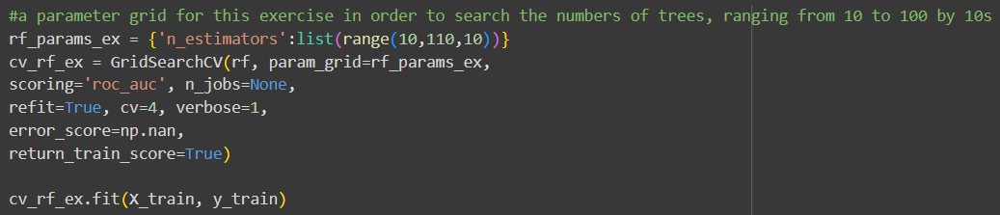 #a parameter grid for this exercise in order to search the numbers of trees, ranging from 10 to 100 by 10s
rf_params_ex = {'n_estimators':list(range(10,110,10))}
cv_rf_ex = GridSearchCV(rf, param_grid=rf_params_ex,
scoring='roc_auc', n_jobs=None,
refit=True, cv=4, verbose=1,
error_score=np.nan,
return_train_score=True)
cv_rf_ex.fit(X_train, y_train)